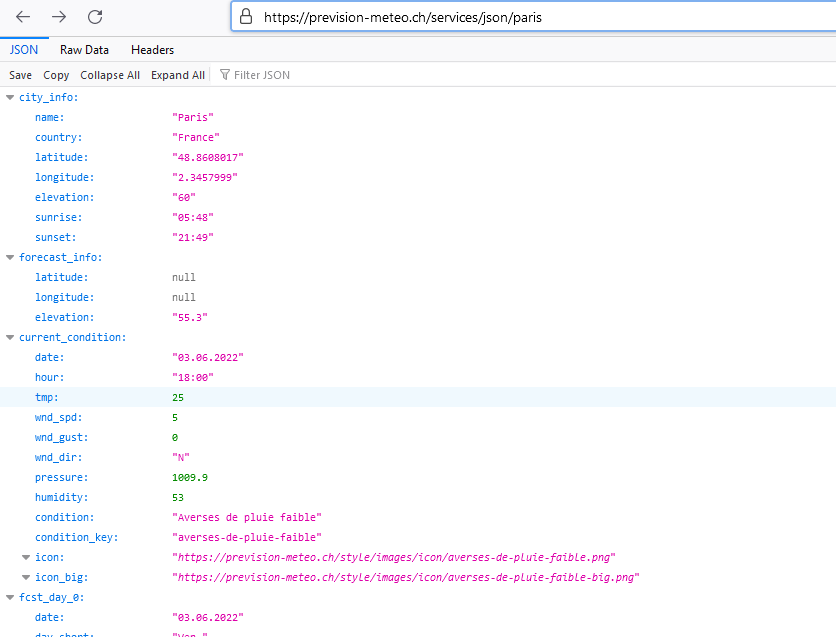 https://prevision-meteo.ch/services/json/paris
JSON Raw Data Headers
Save Copy Collapse All Expand All Filter JSON
city_info:
name: "Paris"
country: "France"
latitude: "48.8608017"
longitude: "2.3457999"
elevation: "60"
sunrise: "05:48"
sunset: "21:49"
forecast_info:
latitude: null
longitude: null
elevation: "55.3"
current_condition:
date: "03.06.2022"
hour: "18:00"
tmp: 25
wnd_spd: 5
wnd_gust: 0
wnd_dir: "N"
pressure: 1009.9
humidity: 53
condition: "Averses de pluie faible"
condition_key: "averses-de-pluie-faible"
icon: "https://prevision-meteo.ch/style/images/icon/averses-de-pluie-faible.png"
icon_big: "https://prevision-meteo.ch/style/images/icon/averses-de-pluie-faible-big.png"
fcst_day_0:
date: "03.06.2022"
day_short: "Ven."